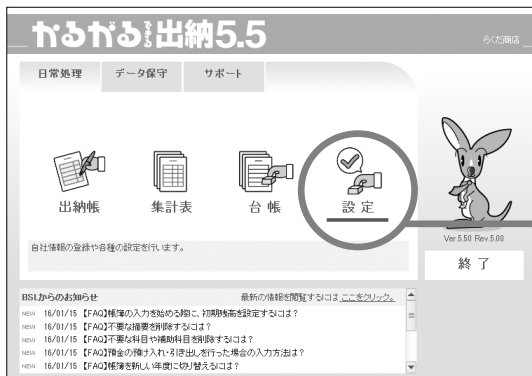 かるがるできる出納5.5
らくだ商店
日常処理 データ保守 サポート
出納帳 集計表 台帳 設定
自社情報の登録や各種の設定を行います。
Ver.5.50 Rev.5.00
終了
BSLからのお知らせ 最新の情報を閲覧するには ここをクリック。
NEW 16/01/15 【FAQ】帳簿の入力を始める際に、初期残高を設定するには？
NEW 16/01/15 【FAQ】不要な摘要を削除するには？
NEW 16/01/15 【FAQ】不要な科目や補助科目を削除するには？
NEW 16/01/15 【FAQ】預金の預け入れ・引き出しを行った場合の入力方法は？
NEW 16/01/15 【FAQ】帳簿を新しい年度に切り替えるには？